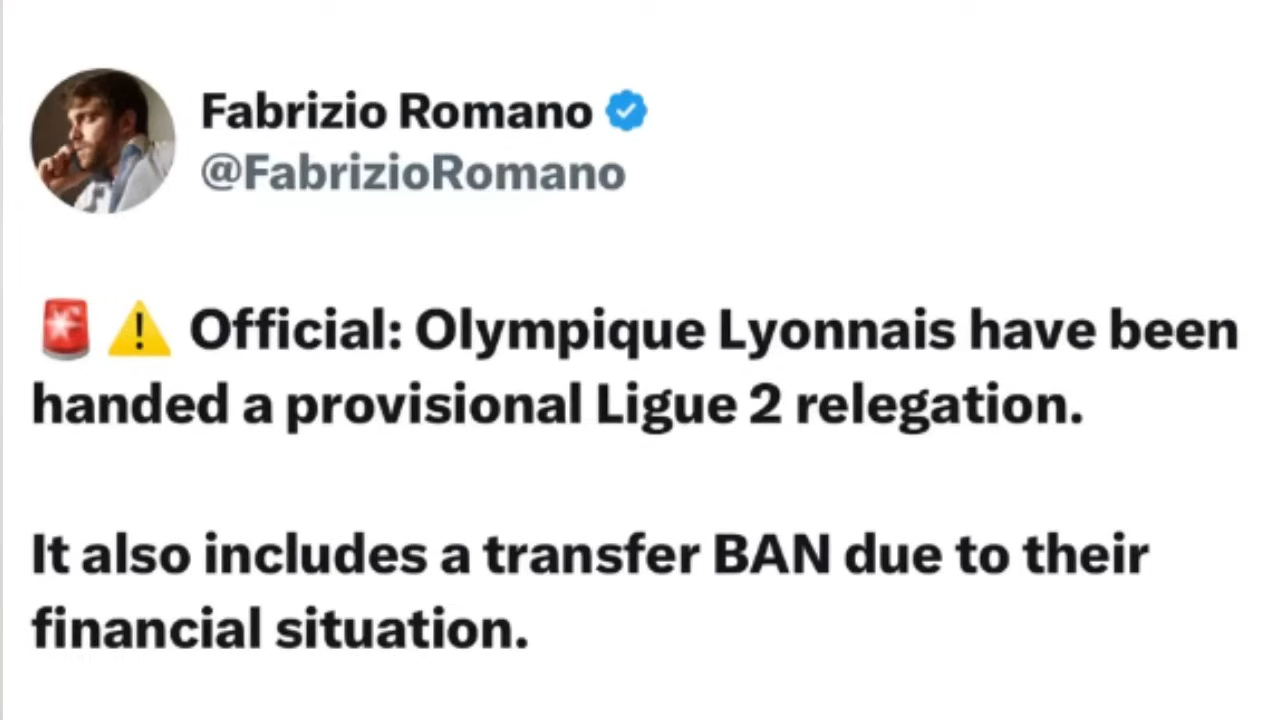 Fabrizio Romano
@FabrizioRomano
🚨⚠️ Official: Olympique Lyonnais have been
handed a provisional Ligue 2 relegation.
It also includes a transfer BAN due to their
financial situation.